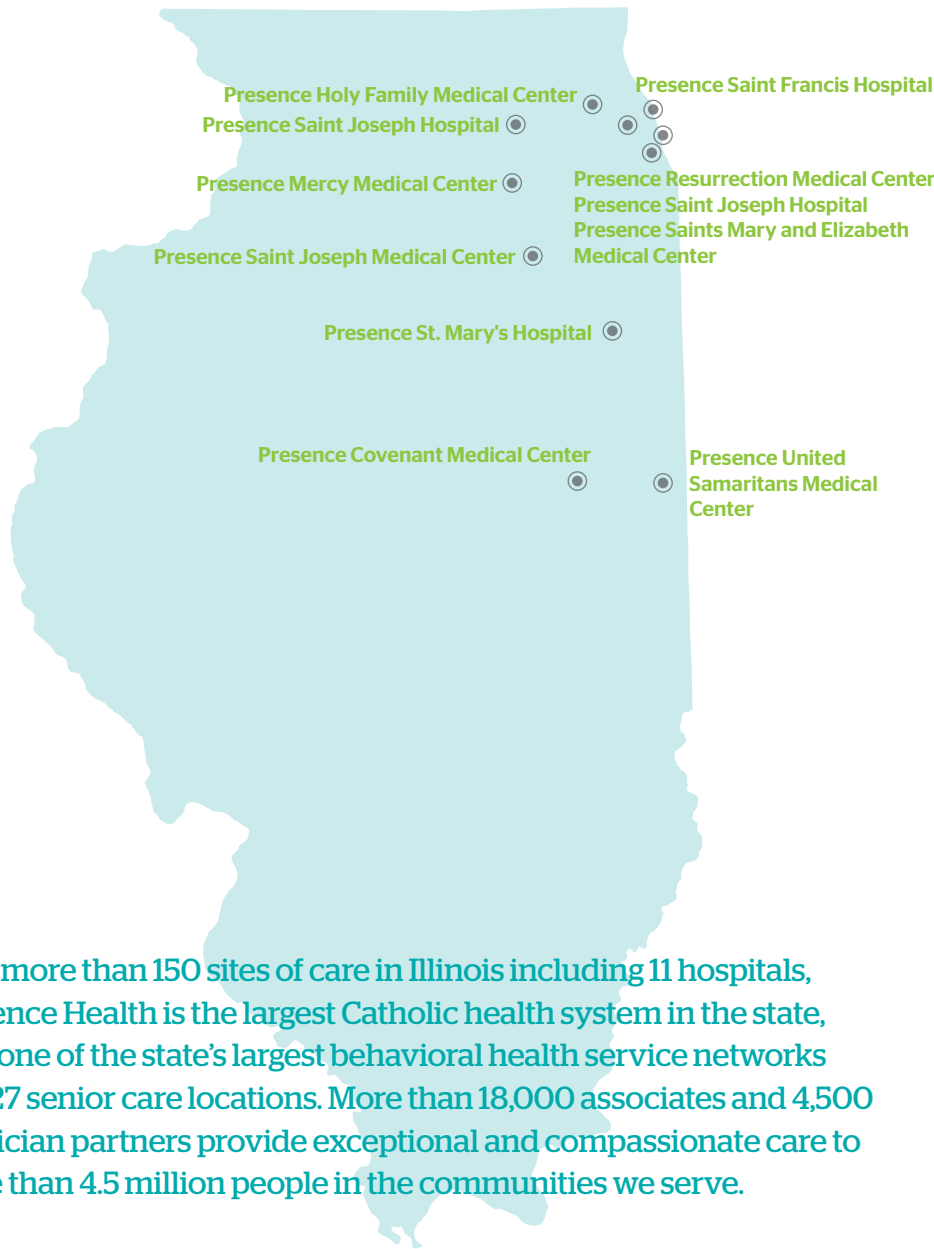 Presence Holy Family Medical Center
Presence Saint Francis Hospital
Presence Saint Joseph Hospital
Presence Mercy Medical Center
Presence Resurrection Medical Center
Presence Saint Joseph Hospital
Presence Saints Mary and Elizabeth
Medical Center
Presence Saint Joseph Medical Center
Presence St. Mary's Hospital
Presence Covenant Medical Center
Presence United
Samaritans Medical
Center
more than 150 sites of care in Illinois including 11 hospitals,
ence Health is the largest Catholic health system in the state,
one of the state’s largest behavioral health service networks
27 senior care locations. More than 18,000 associates and 4,500
ician partners provide exceptional and compassionate care to
than 4.5 million people in the communities we serve.